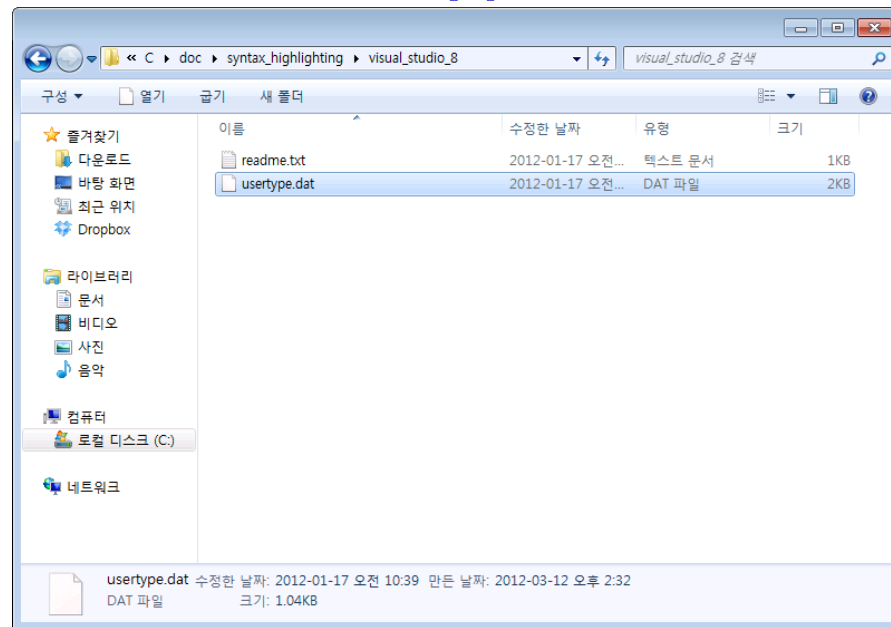 « C ▸ doc ▸ syntax_highlighting ▸ visual_studio_8
visual_studio_8 검색
구성 열기 굽기 새 폴더
이름 수정한 날짜 유형 크기
readme.txt 2012-01-17 오전... 텍스트 문서 1KB
usertype.dat 2012-01-17 오전... DAT 파일 2KB
즐겨찾기
다운로드
바탕 화면
최근 위치
Dropbox
라이브러리
문서
비디오
사진
음악
컴퓨터
로컬 디스크 (C:)
네트워크
usertype.dat 수정한 날짜: 2012-01-17 오전 10:39 만든 날짜: 2012-03-12 오후 2:32
DAT 파일 크기: 1.04KB